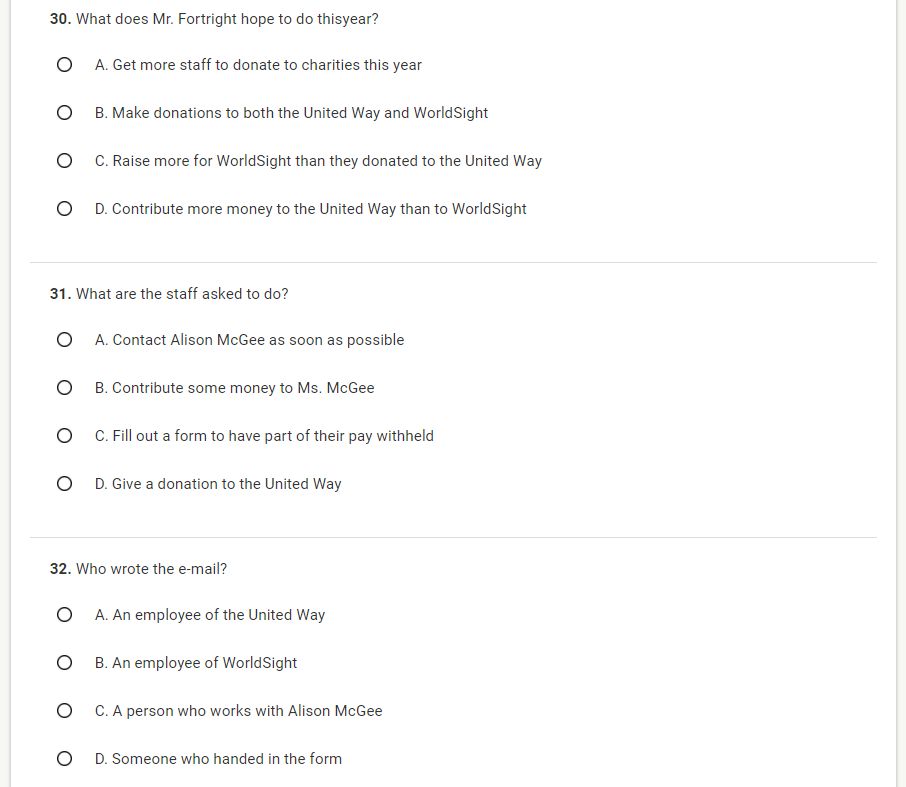 30. What does Mr. Fortright hope to do thisyear?
A. Get more staff to donate to charities this year
B. Make donations to both the United Way and WorldSight
C. Raise more for WorldSight than they donated to the United Way
D. Contribute more money to the United Way than to WorldSight
31. What are the staff asked to do?
A. Contact Alison McGee as soon as possible
B. Contribute some money to Ms. McGee
C. Fill out a form to have part of their pay withheld
D. Give a donation to the United Way
32. Who wrote the e-mail?
A. An employee of the United Way
B. An employee of WorldSight
C. A person who works with Alison McGee
D. Someone who handed in the form